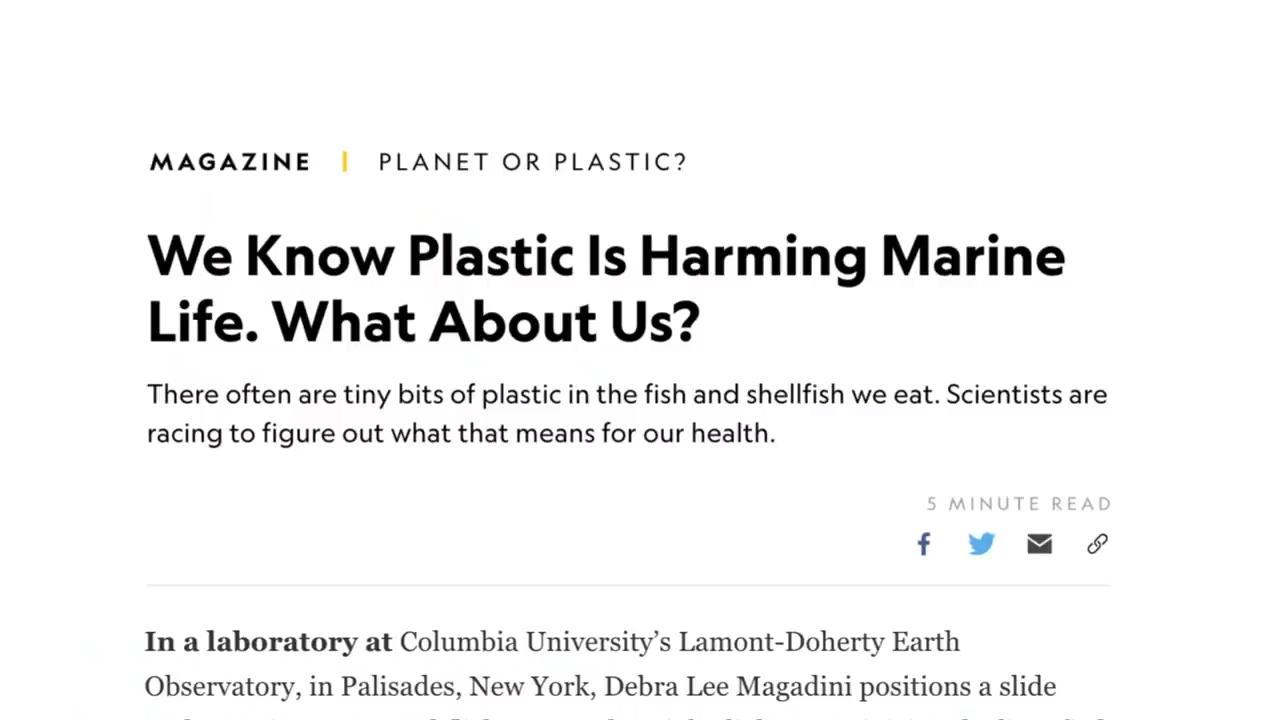 MAGAZINE | PLANET OR PLASTIC?
We Know Plastic Is Harming Marine
Life. What About Us?
There often are tiny bits of plastic in the fish and shellfish we eat. Scientists are
racing to figure out what that means for our health.
5 MINUTE READ
In a laboratory at Columbia University’s Lamont-Doherty Earth
Observatory, in Palisades, New York, Debra Lee Magadini positions a slide